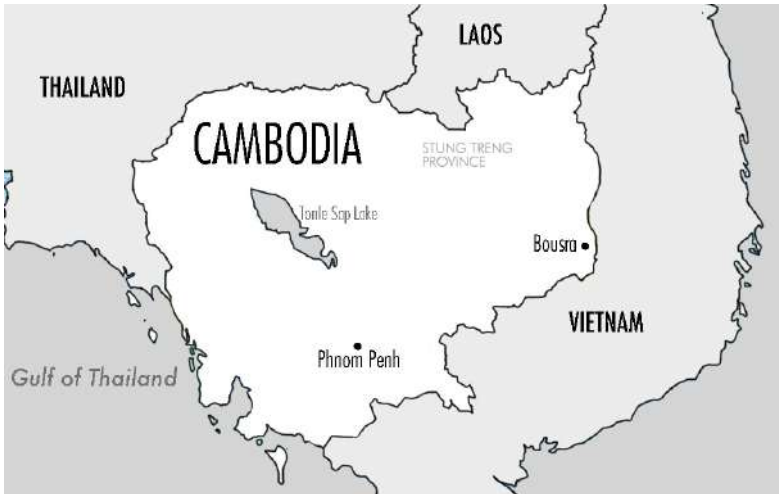 LAOS
THAILAND
CAMBODIA
STUNG TRENG
PROVINCE
Tonle Sap Lake
Bousra
VIETNAM
Phnom Penh
Gulf of Thailand